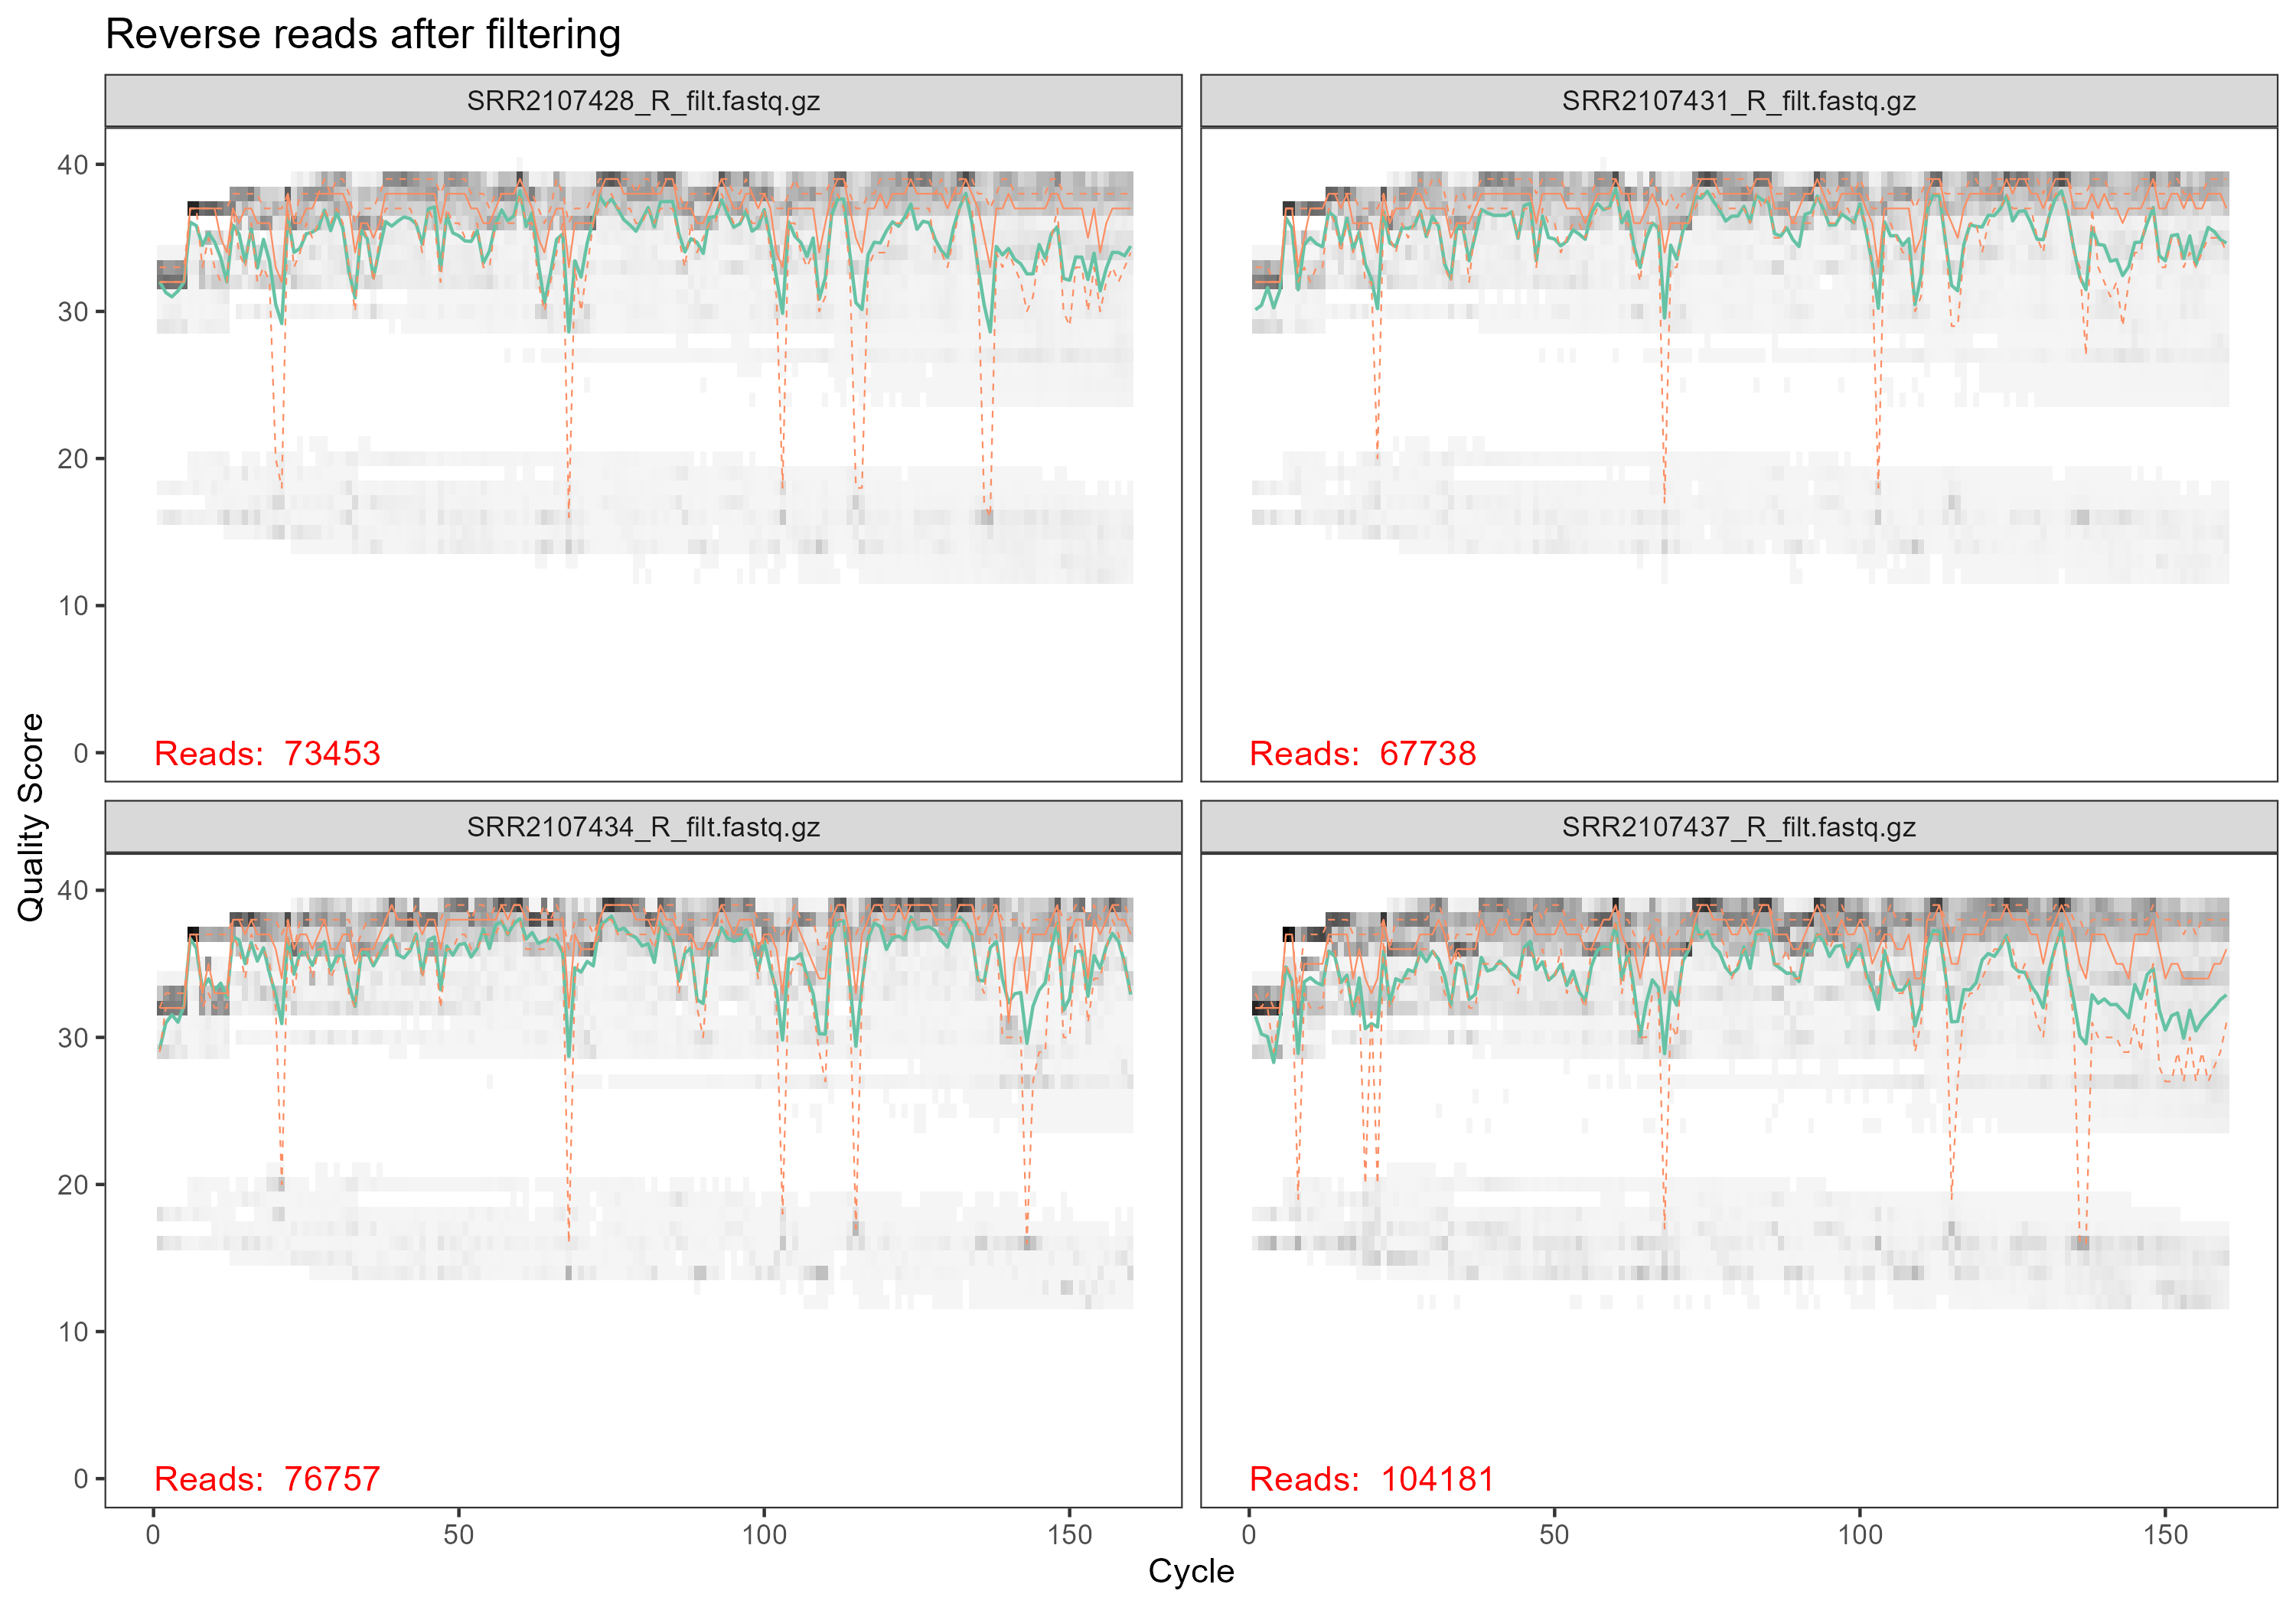 Reverse reads after filtering
SRR2107428_R_filt.fastq.gz
SRR2107431_R_filt.fastq.gz
40
30
20
10
0
Reads: 73453
Reads: 67738
Quality Score
SRR2107434_R_filt.fastq.gz
SRR2107437_R_filt.fastq.gz
40
30
20
10
0
Reads: 76757
Reads: 104181
0 50 100 150
0 50 100 150
Cycle